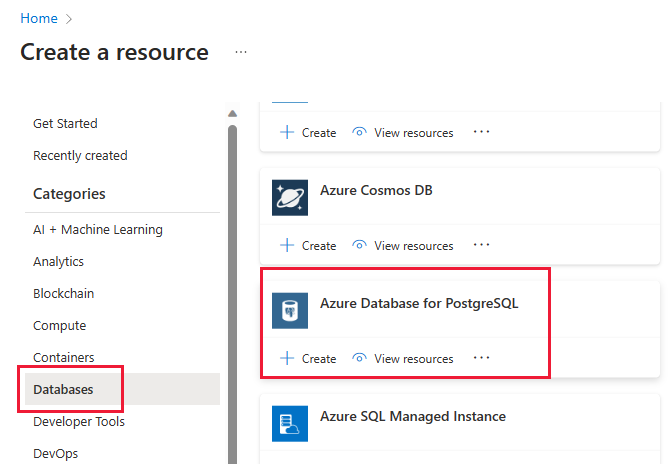 Home >
Create a resource ...
Get Started
Recently created
Categories
AI + Machine Learning
Analytics
Blockchain
Compute
Containers
Databases
Developer Tools
DevOps
+ Create View resources ...
Azure Cosmos DB
+ Create View resources ...
Azure Database for PostgreSQL
+ Create View resources ...
Azure SQL Managed Instance